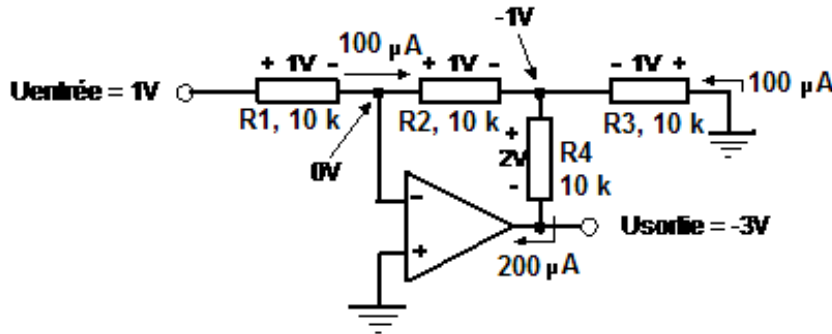 -1V
100 µA
+ 1V -
+ 1V -
- 1V +
100 µA
Uentrée = 1V
R1, 10 k
R2, 10 k
R3, 10 k
0V
+
2V
-
R4
10 k
-
+
Usortie = -3V
200 µA